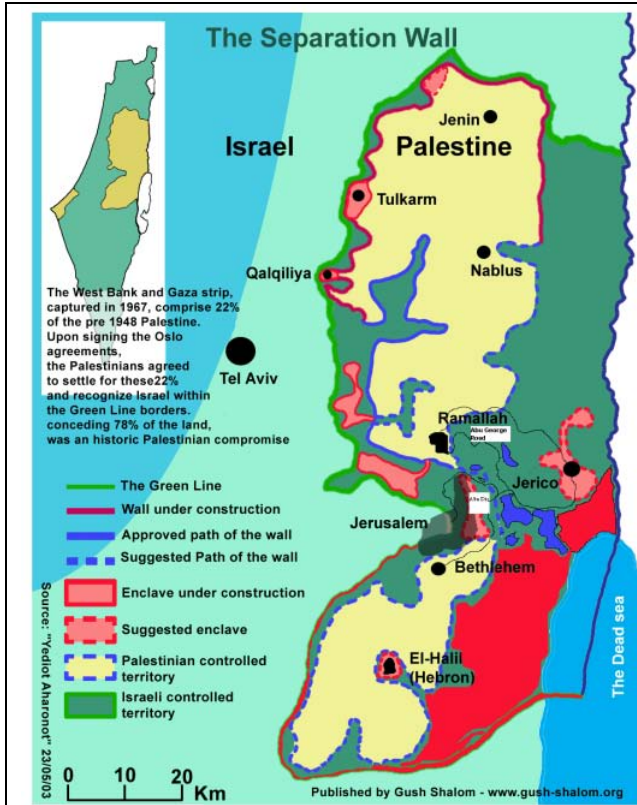 The Separation Wall
Jenin
Israel
Palestine
Tulkarm
Qalqiliya
Nablus
The West Bank and Gaza strip,
captured in 1967, comprise 22%
of the pre 1948 Palestine.
Upon signing the Oslo
agreements,
the Palestinians agreed
to settle for these22%
and recognize Israel within
the Green Line borders.
conceding 78% of the land,
was an historic Palestinian compromise
Tel Aviv
Ramallah
Abu George
Road
Jerico
Jerusalem
Bethlehem
El-Halil
(Hebron)
The Dead sea
The Green Line
Wall under construction
Approved path of the wall
Suggested Path of the wall
Enclave under construction
Suggested enclave
Palestinian controlled
territory
Israeli controlled
territory
Source: "Yediot Aharonot" 23/05/03
0 10 20
Km
Published by Gush Shalom - www.gush-shalom.org